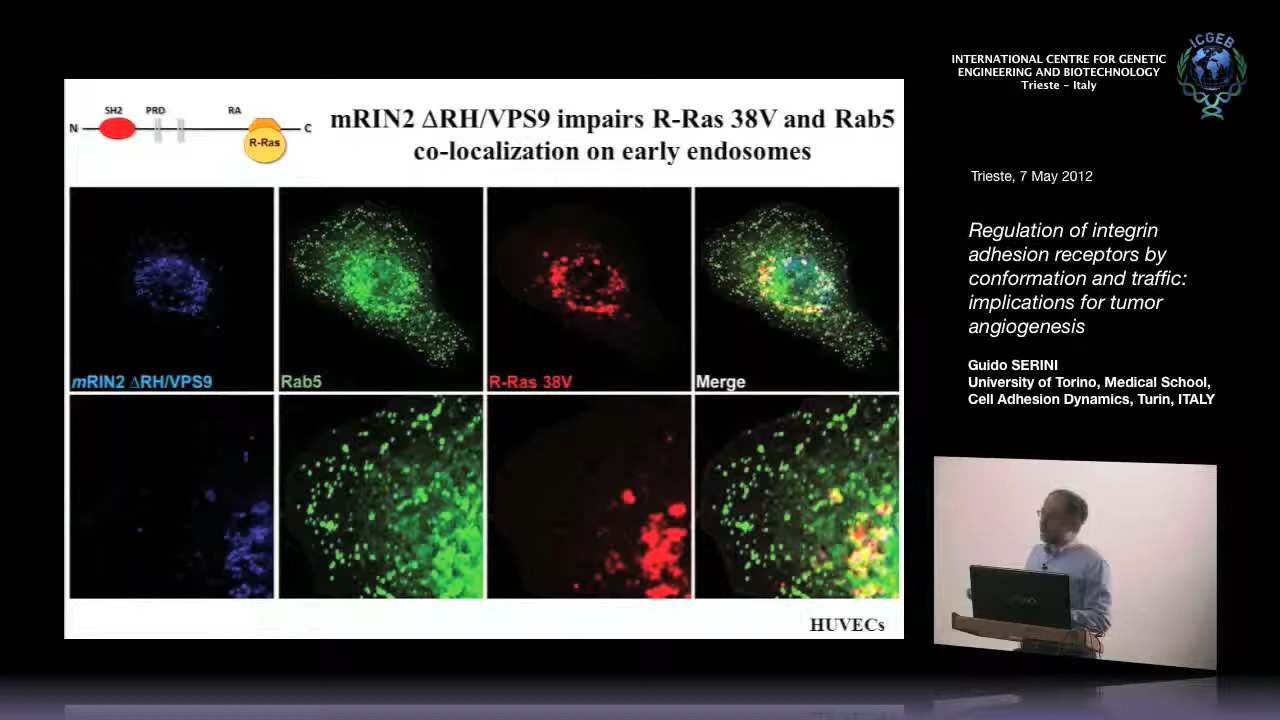 SH2 PRD RA
N C
R-Ras
mRIN2 ΔRH/VPS9 impairs R-Ras 38V and Rab5
co-localization on early endosomes
mRIN2 ΔRH/VPS9
Rab5
R-Ras 38V
Merge
HUVECs
INTERNATIONAL CENTRE FOR GENETIC
ENGINEERING AND BIOTECHNOLOGY
Trieste - Italy
ICGEB
Trieste, 7 May 2012
Regulation of integrin
adhesion receptors by
conformation and traffic:
implications for tumor
angiogenesis
Guido SERINI
University of Torino, Medical School,
Cell Adhesion Dynamics, Turin, ITALY